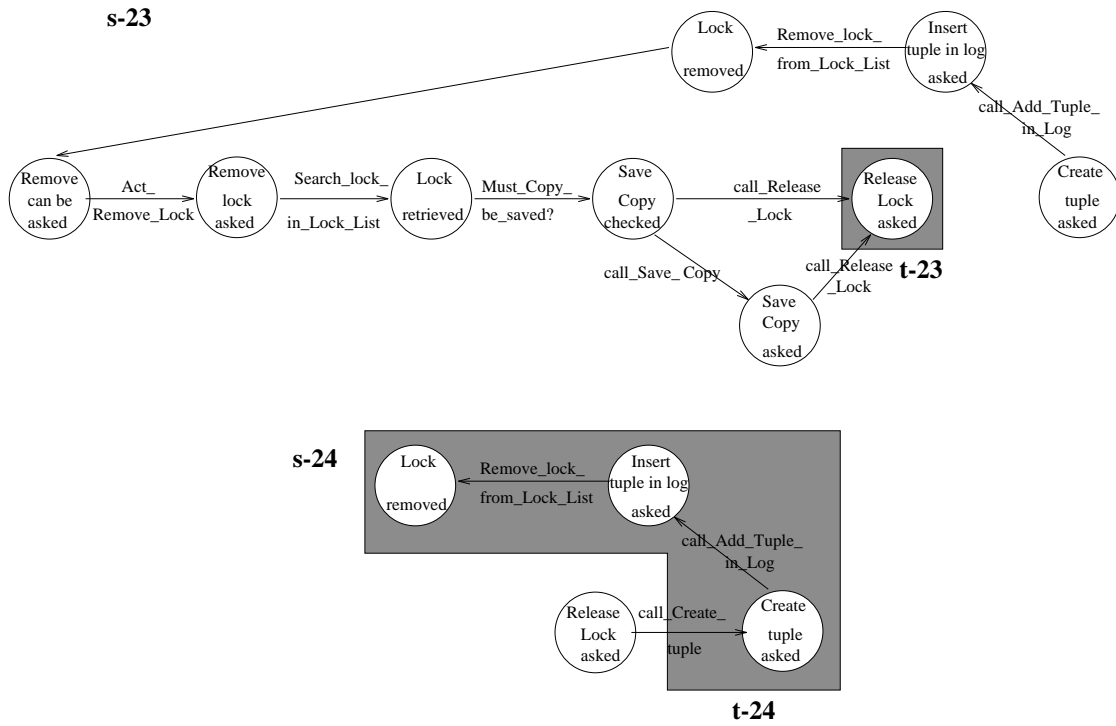 s-23
Lock
removed
Remove_lock_
from_Lock_List
Insert
tuple in log
asked
call_Add_Tuple_
in_Log
Create
tuple
asked
Remove
can be
asked
Act_
Remove_Lock
Remove
lock
asked
Search_lock_
in_Lock_List
Lock
retrieved
Must_Copy_
be_saved?
Save
Copy
checked
call_Release
_Lock
Release
Lock
asked
t-23
call_Save_ Copy
call_Release
_Lock
Save
Copy
asked
s-24
Lock
removed
Remove_lock_
from_Lock_List
Insert
tuple in log
asked
call_Add_Tuple_
in_Log
Release
Lock
asked
call_Create_
tuple
Create
tuple
asked
t-24